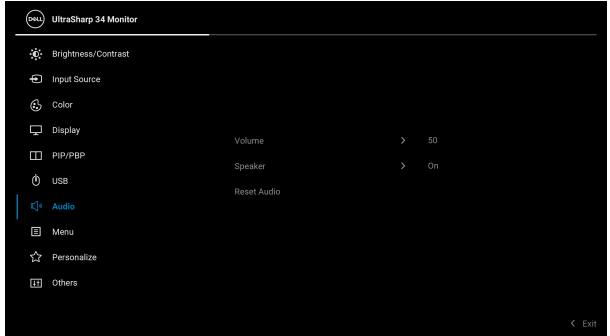 DELL UltraSharp 34 Monitor
Brightness/Contrast
Input Source
Color
Display
PIP/PBP
USB
Audio
Menu
Personalize
Others
Volume > 50
Speaker > On
Reset Audio
< Exit